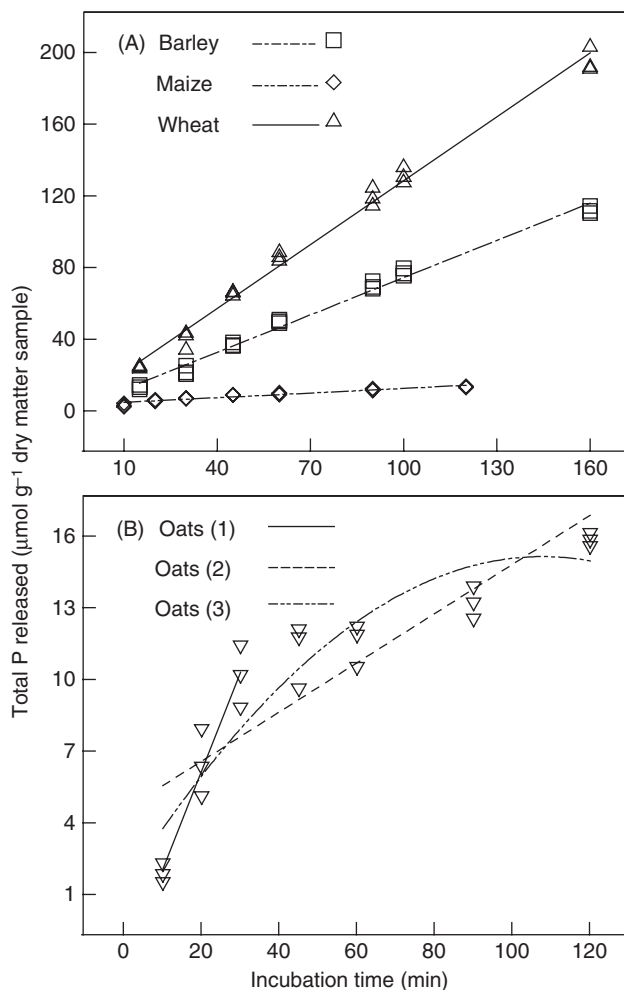 (A) Barley
Maize
Wheat
200
160
120
80
40
0
10 40 70 100 130 160
Total P released (μmol g⁻¹ dry matter sample)
(B) Oats (1)
Oats (2)
Oats (3)
16
13
10
7
4
1
0 20 40 60 80 100 120
Incubation time (min)